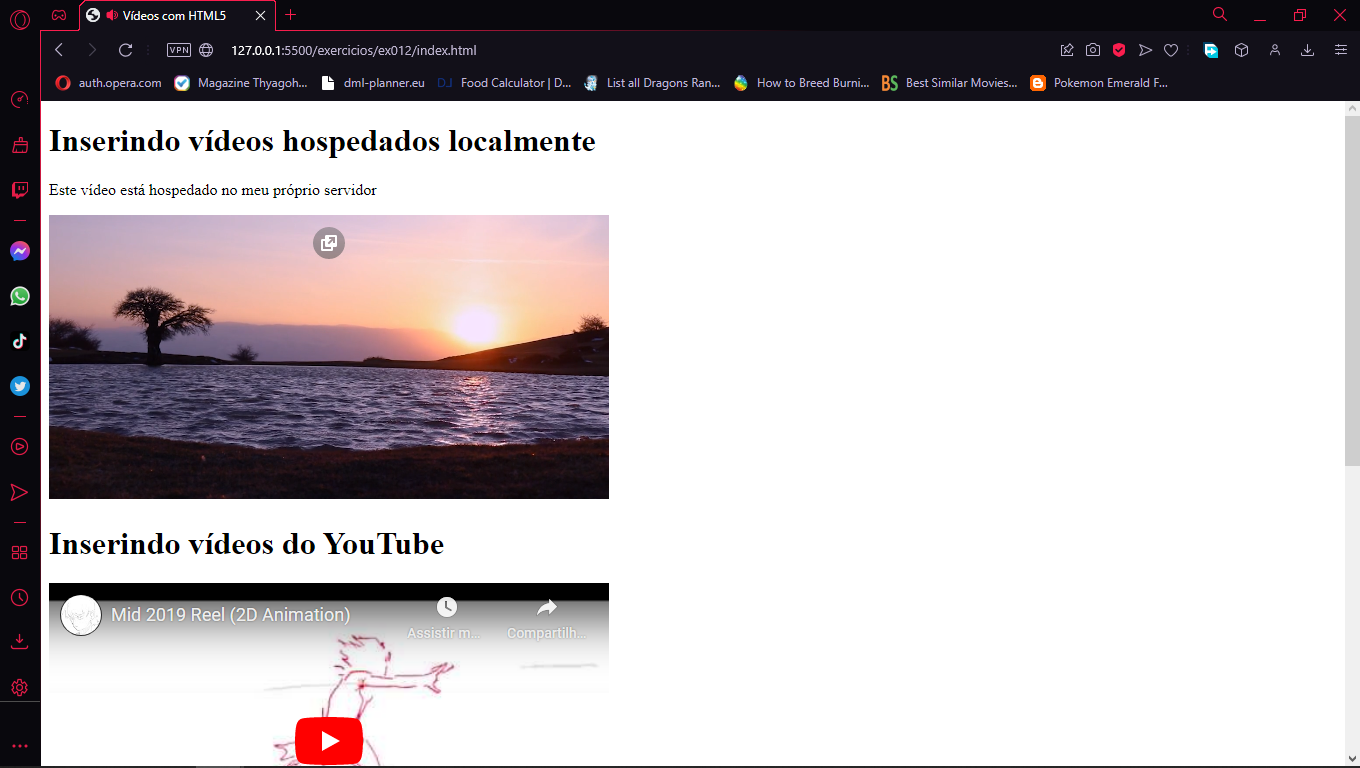 Vídeos com HTML5
VPN
127.0.0.1:5500/exercicios/ex012/index.html
auth.opera.com
Magazine Thyagoh...
dml-planner.eu
D.J
Food Calculator | D...
List all Dragons Ran...
How to Breed Burni...
BS
Best Similar Movies...
Pokemon Emerald F...
Inserindo vídeos hospedados localmente
Este vídeo está hospedado no meu próprio servidor
Inserindo vídeos do YouTube
Mid 2019 Reel (2D Animation)
Assistir m...
Compartilh...